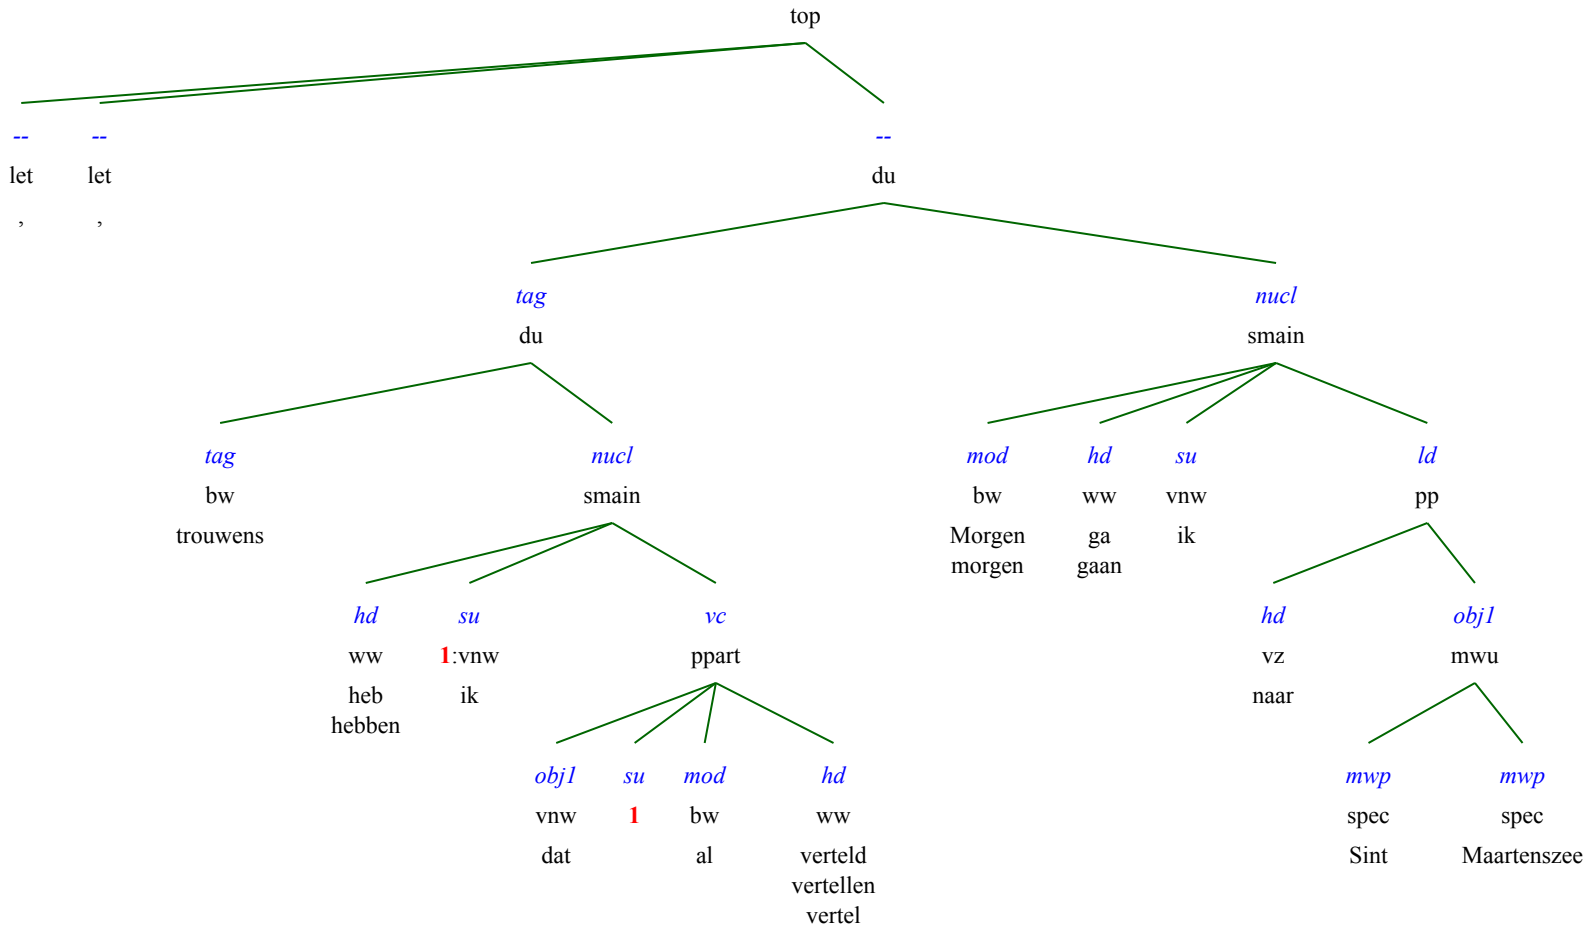 top
-- -- --
let let du
, ,
tag nucl
du smain
tag nucl mod hd su ld
bw smain bw ww vnw pp
trouwens Morgen ga ik
morgen gaan
hd su vc hd obj1
ww 1:vnw ppart vz mwu
heb ik naar
hebben
obj1 su mod hd mwp mwp
vnw 1 bw ww spec spec
dat al verteld Sint Maartenszee
vertellen
vertel